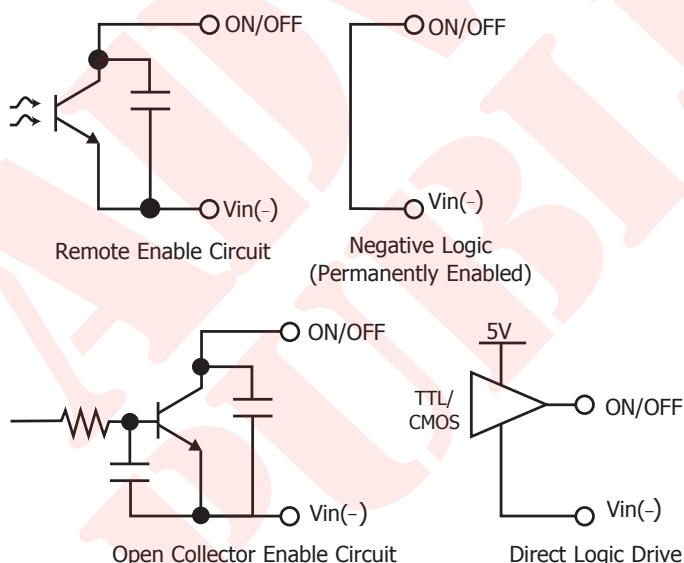 ON/OFF
Vin(−)
Remote Enable Circuit
ON/OFF
Vin(−)
Negative Logic
(Permanently Enabled)
ON/OFF
Vin(−)
Open Collector Enable Circuit
5V
TTL/
CMOS
ON/OFF
Vin(−)
Direct Logic Drive